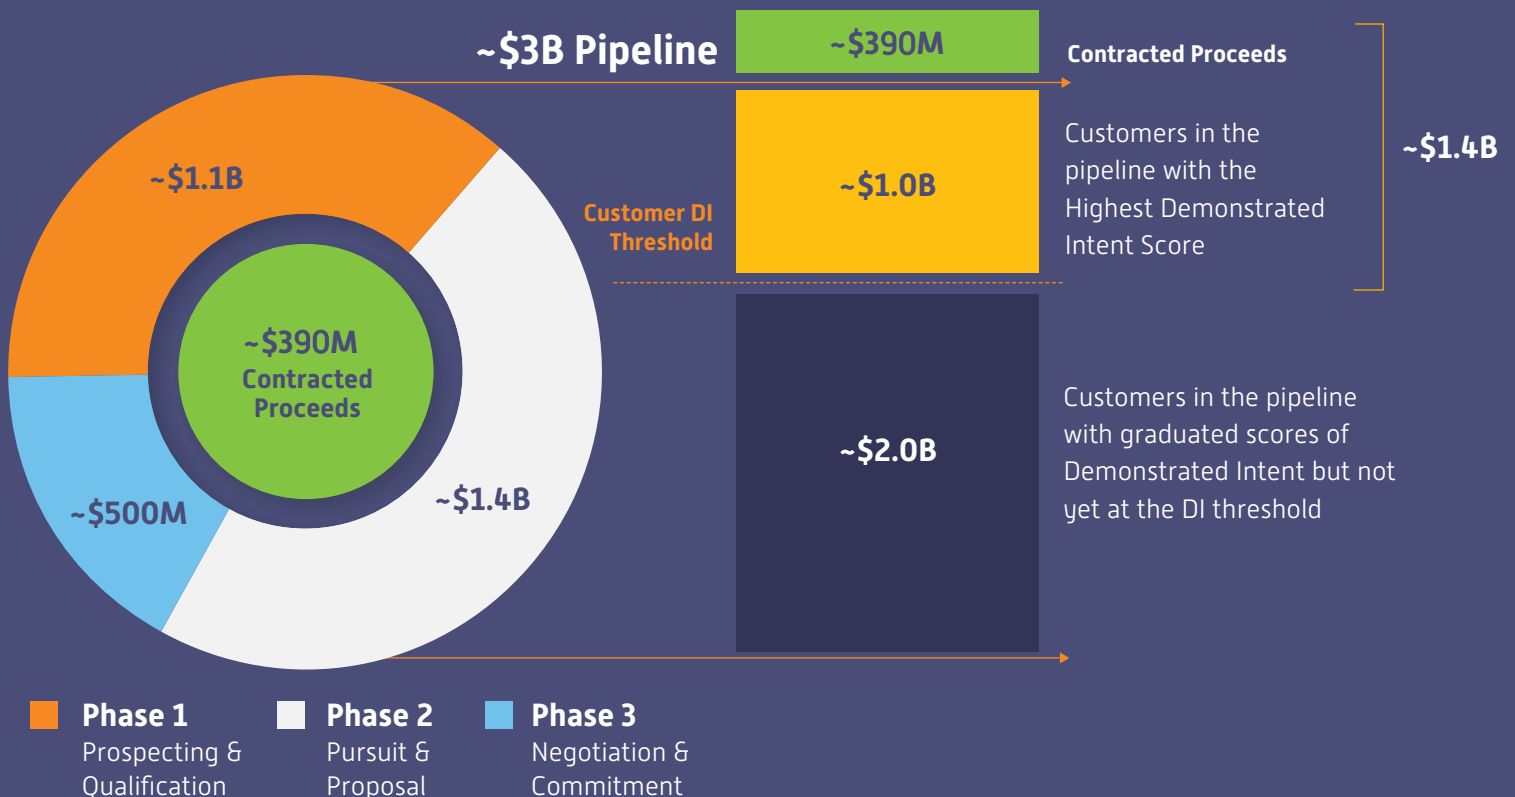 ~$3B Pipeline
~$390M
Contracted Proceeds
~$1.1B
Customers in the
pipeline with the
Highest Demonstrated
Intent Score
~$1.4B
~$1.0B
Customer DI
Threshold
~$390M
Contracted
Proceeds
~$500M
~$1.4B
~$2.0B
Customers in the pipeline
with graduated scores of
Demonstrated Intent but not
yet at the DI threshold
Phase 1
Prospecting &
Qualification
Phase 2
Pursuit &
Proposal
Phase 3
Negotiation &
Commitment